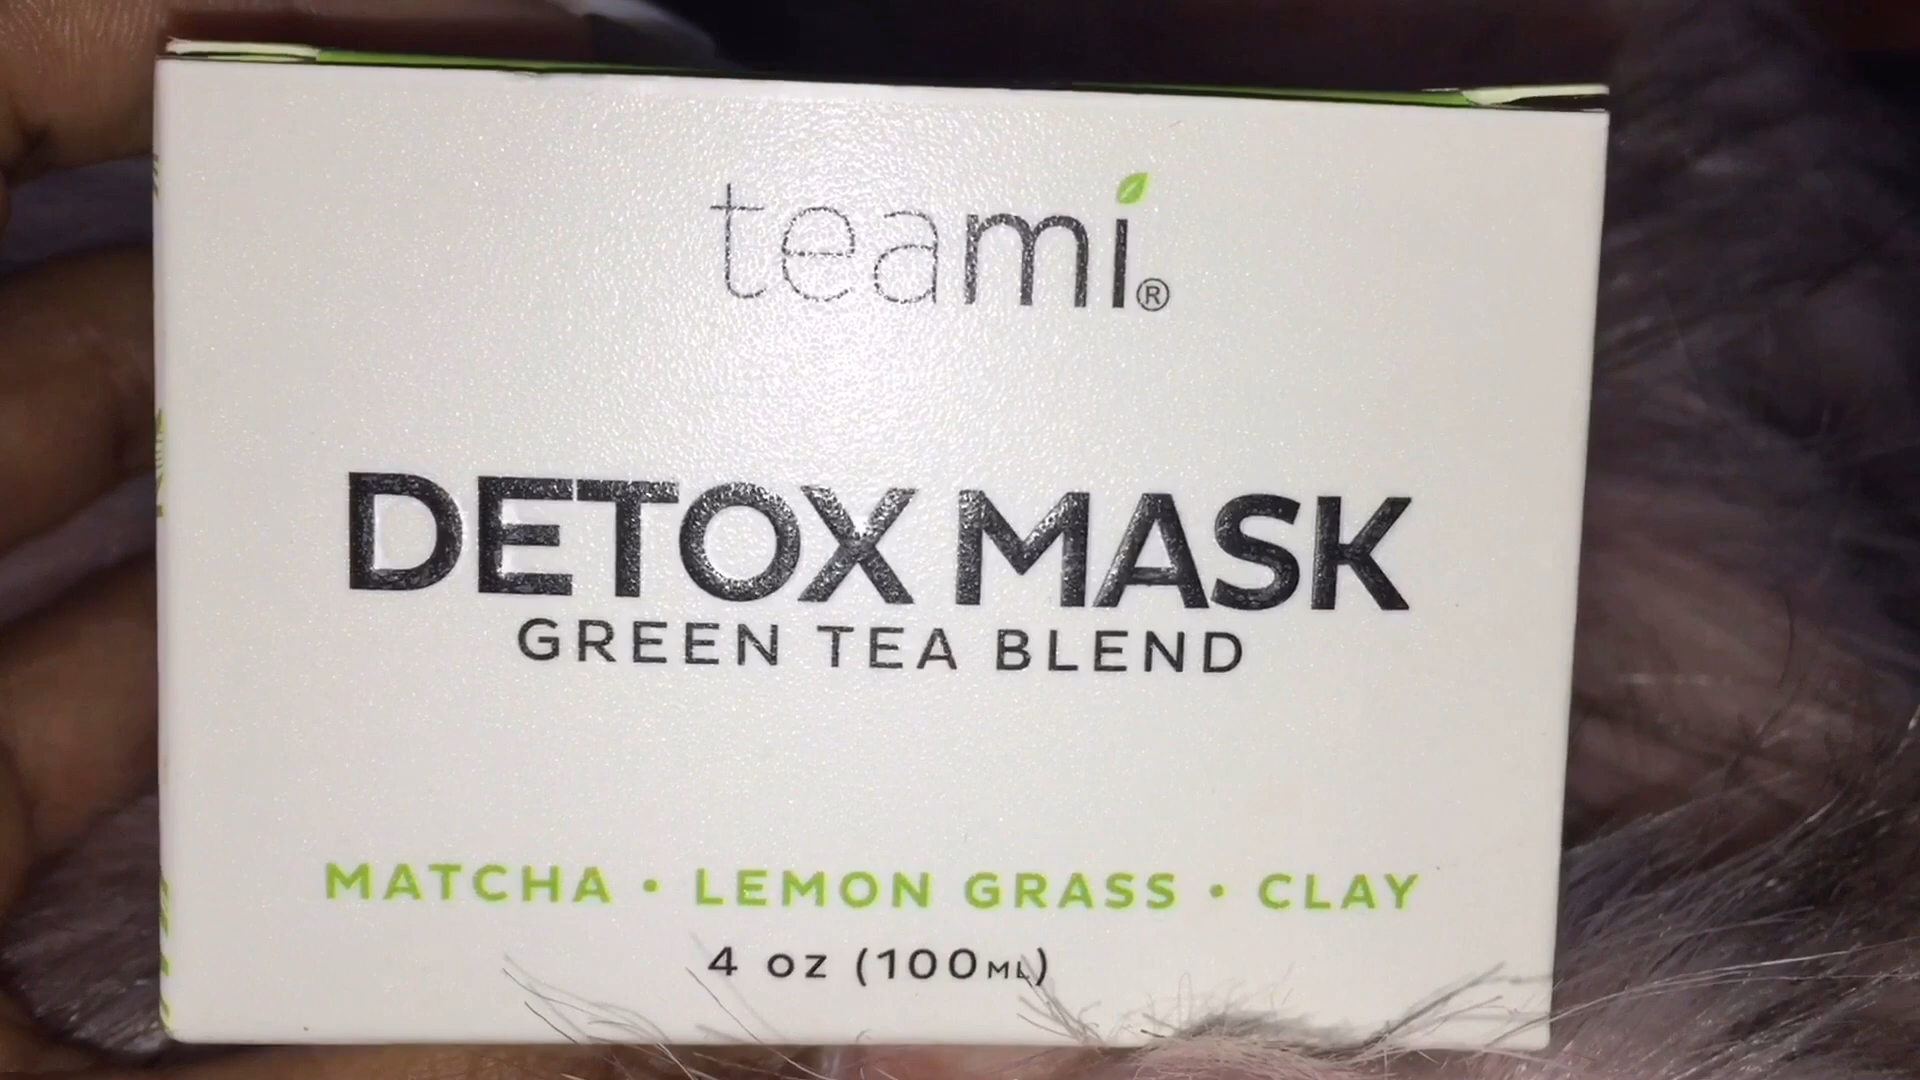 teami®
DETOX MASK
GREEN TEA BLEND
MATCHA • LEMON GRASS • CLAY
4 oz (100ML)